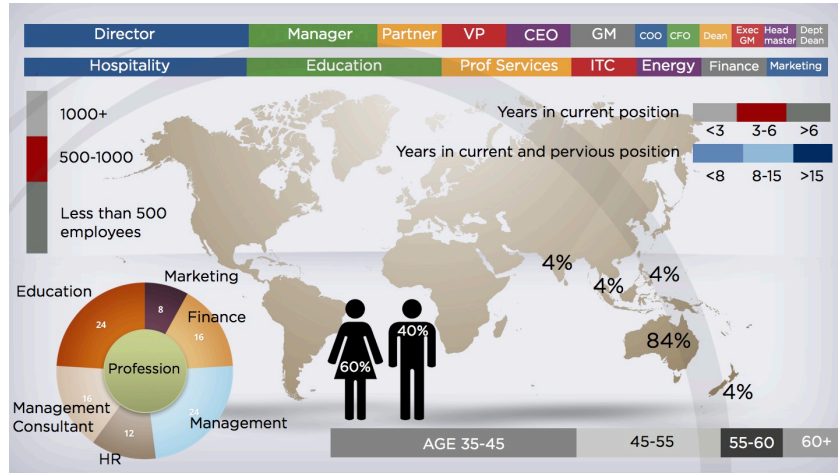 Director Manager Partner VP CEO GM COO CFO Dean Exec GM Head master Dept Dean
Hospitality Education Prof Services ITC Energy Finance Marketing
1000+
500-1000
Less than 500
employees
Years in current position
<3 3-6 >6
Years in current and pervious position
<8 8-15 >15
4%
4%
4%
84%
4%
Marketing
Education
8
Finance
24
16
Profession
16
Management
Consultant
24
Management
12
HR
40%
60%
AGE 35-45 45-55 55-60 60+